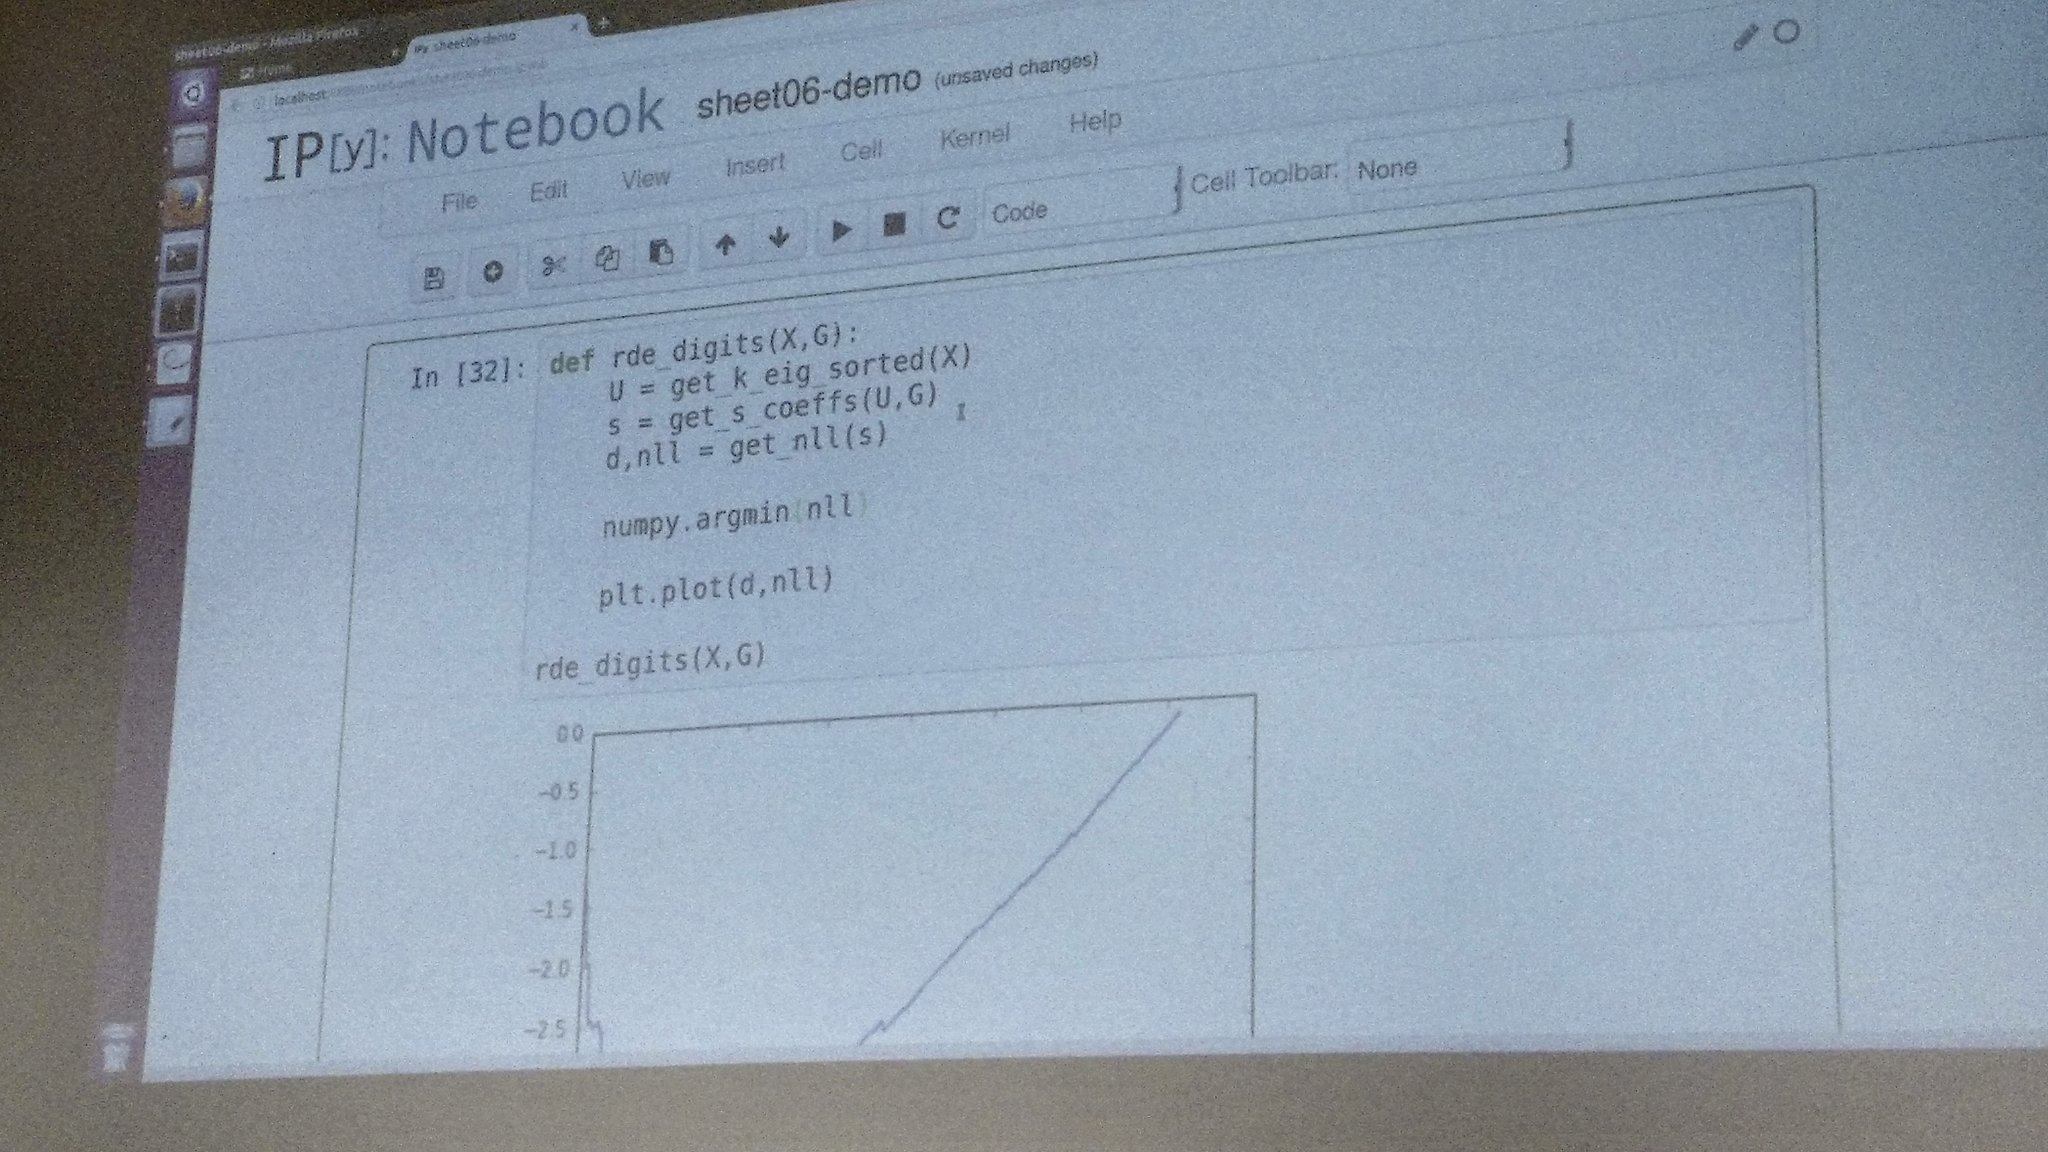 sheet06-demo - Mozilla Firefox
Home
IPy sheet06-demo
localhost
IP[y]: Notebook sheet06-demo (unsaved changes)
File Edit View Insert Cell Kernel Help
Code Cell Toolbar: None
In [32]: def rde_digits(X,G):
U = get_k_eig_sorted(X)
s = get_s_coeffs(U,G)
d,nll = get_nll(s)
numpy.argmin(nll)
plt.plot(d,nll)
rde_digits(X,G)
0.0
−0.5
−1.0
−1.5
−2.0
−2.5